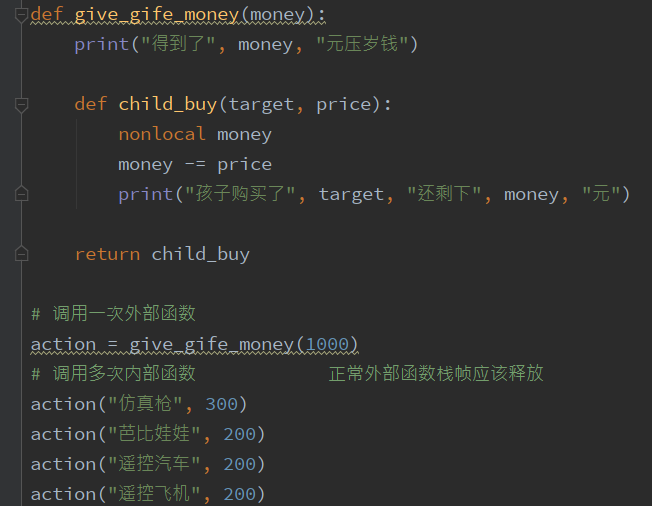 def give_gife_money(money):
print("得到了", money, "元压岁钱")
def child_buy(target, price):
nonlocal money
money -= price
print("孩子购买了", target, "还剩下", money, "元")
return child_buy
# 调用一次外部函数
action = give_gife_money(1000)
# 调用多次内部函数 正常外部函数栈帧应该释放
action("仿真枪", 300)
action("芭比娃娃", 200)
action("遥控汽车", 200)
action("遥控飞机", 200)